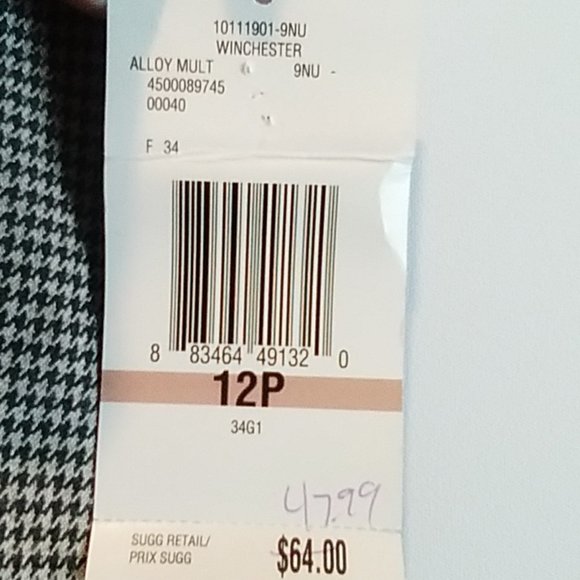 10111901-9NU
WINCHESTER
ALLOY MULT 9NU -
4500089745
00040
F 34
8 83464 49132 0
12P
34G1
47.99
SUGG RETAIL/
PRIX SUGG
$64.00